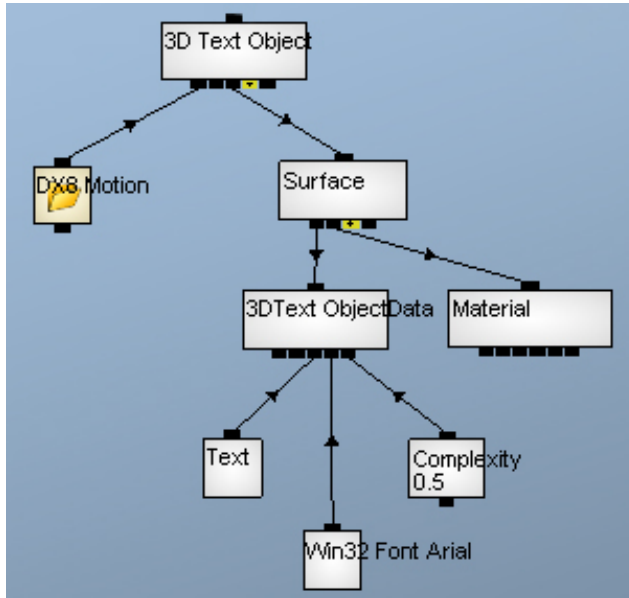 3D Text Object
DX8 Motion
Surface
3DText ObjectData
Material
Text
Complexity
0.5
Win32 Font Arial